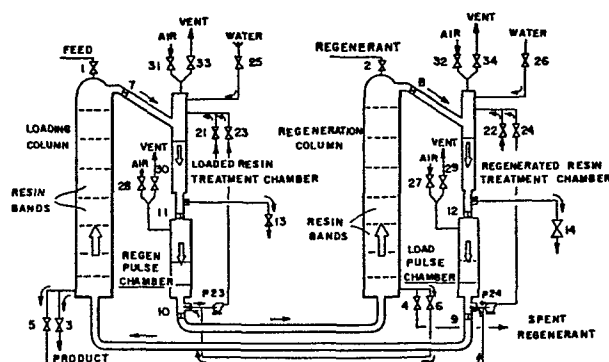 VENT
AIR
WATER
FEED
1
31
33
25
7
LOADING
COLUMN
21
23
VENT
AIR
LOADED RESIN
TREATMENT CHAMBER
28
30
RESIN
BANDS
11
13
REGEN
PULSE
CHAMBER
P23
10
5
3
PRODUCT
VENT
AIR
WATER
REGENERANT
2
32
34
26
8
REGENERATION
COLUMN
22
24
VENT
AIR
REGENERATED RESIN
TREATMENT CHAMBER
27
29
RESIN
BANDS
12
14
LOAD
PULSE
CHAMBER
P24
4
6
9
SPENT
REGENERANT